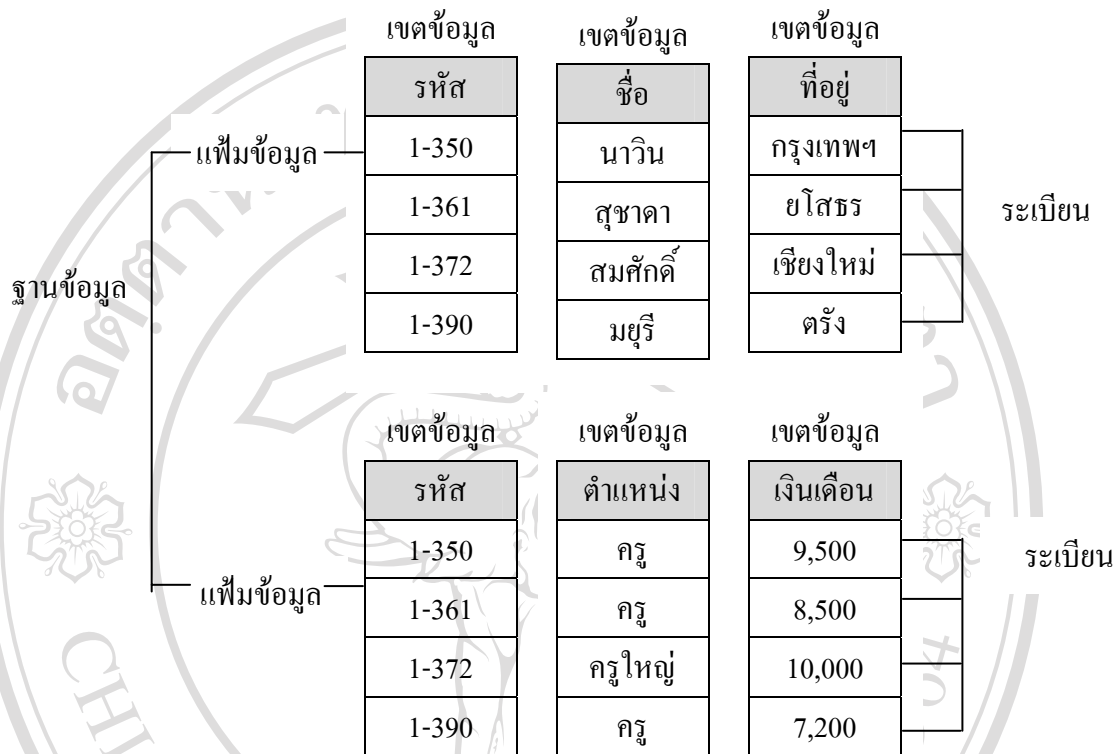 เขตข้อมูล เขตข้อมูล เขตข้อมูล
รหัส ชื่อ ที่อยู่
แฟ้มข้อมูล 1-350 นาวิน กรุงเทพฯ
1-361 สุชาดา ยโสธร ระเบียน
1-372 สมศักดิ์ เชียงใหม่
ฐานข้อมูล
1-390 มยุรี ตรัง
เขตข้อมูล เขตข้อมูล เขตข้อมูล
รหัส ตำแหน่ง เงินเดือน
1-350 ครู 9,500 ระเบียน
แฟ้มข้อมูล 1-361 ครู 8,500
1-372 ครูใหญ่ 10,000
1-390 ครู 7,200